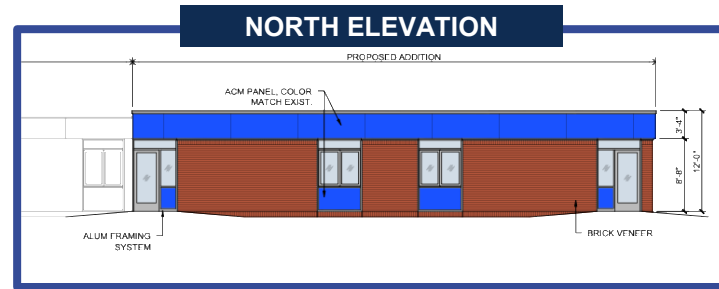 NORTH ELEVATION
PROPOSED ADDITION
ACM PANEL, COLOR
MATCH EXIST.
3'-4"
8'-8"
12'-0"
ALUM FRAMING
SYSTEM
BRICK VENEER